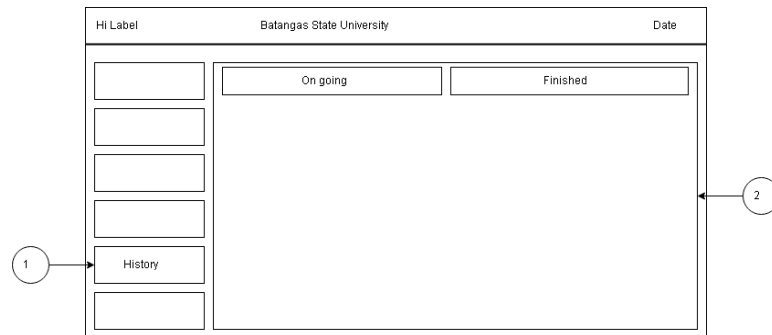 Hi Label
Batangas State University
Date
On going
Finished
2
1
History